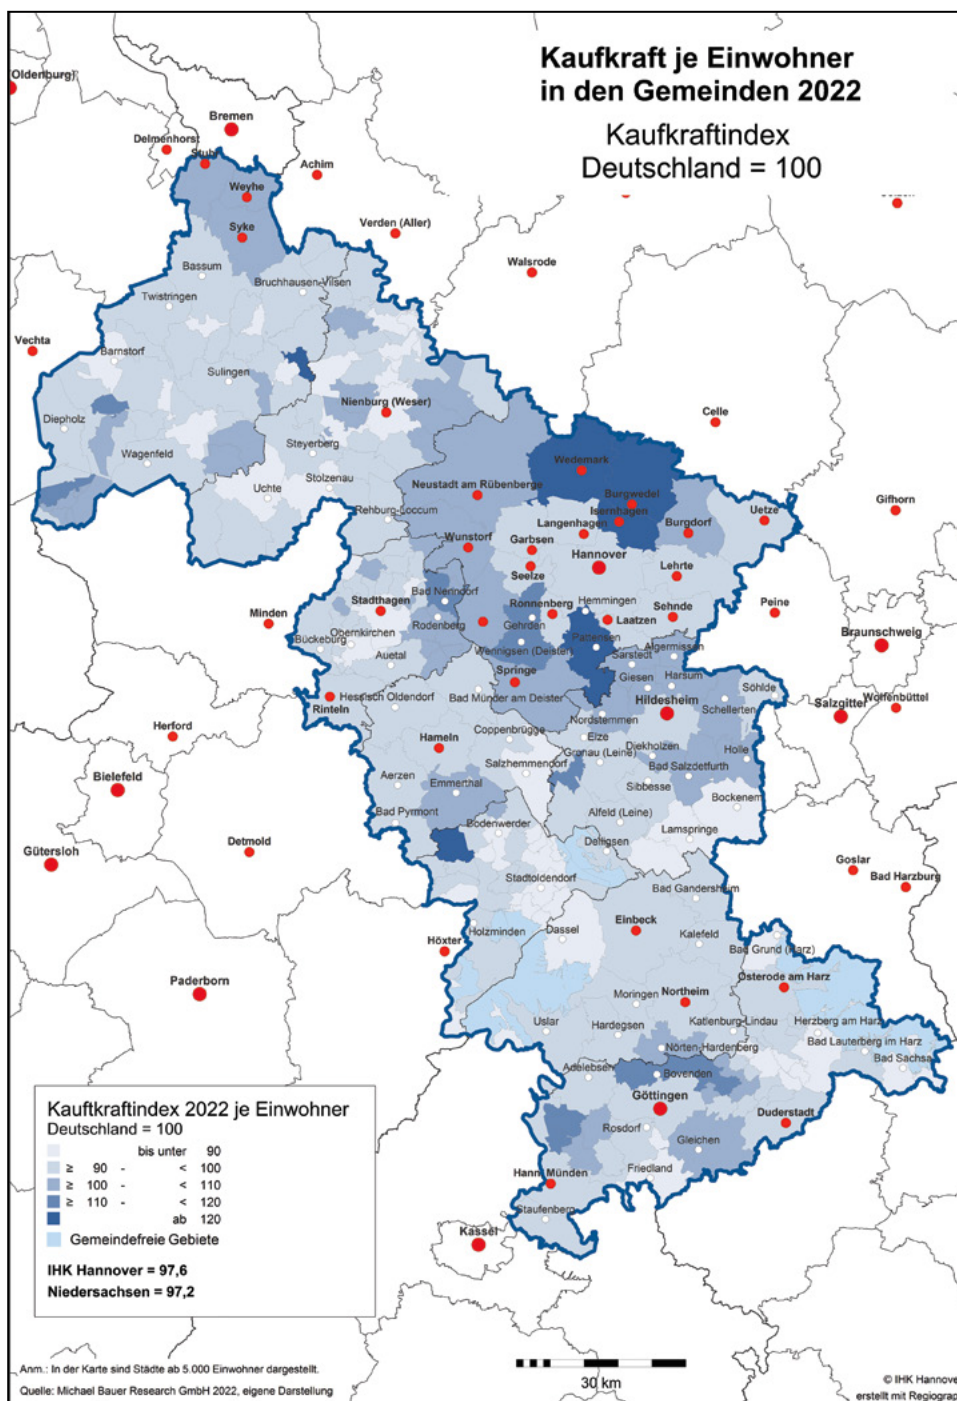 Kaufkraft je Einwohner
in den Gemeinden 2022
Kaufkraftindex
Deutschland = 100
Oldenburg)
Bremen
Delmenhorst
Stuhr
Achim
Weyhe
Syke
Verden (Aller)
Bassum
Walsrode
Bruchhausen-Vilsen
Twistringen
Vechta
Barnstorf
Sulingen
Nienburg (Weser)
Celle
Diepholz
Steyerberg
Wagenfeld
Wedemark
Stolzenau
Neustadt am Rübenberge
Uchte
Burgwedel
Gifhorn
Rehburg-Loccum
Isernhagen
Uetze
Langenhagen
Burgdorf
Wunstorf
Garbsen
Hannover
Seelze
Lehrte
Bad Nenndorf
Stadthagen
Ronnenberg
Hemmingen
Sehnde
Peine
Minden
Rodenberg
Gehrden
Laatzen
Braunschweig
Obernkirchen
Pattensen
Bückeburg
Wennigsen (Deister)
Algermissen
Auetal
Sarstedt
Springe
Giesen
Harsum
Söhlde
Hessisch Oldendorf
Bad Münder am Deister
Wolfenbüttel
Rinteln
Hildesheim
Schellerten
Salzgitter
Nordstemmen
Herford
Coppenbrügge
Elze
Hameln
Gronau (Leine)
Diekholzen
Holle
Salzhemmendorf
Bad Salzdetfurth
Bielefeld
Aerzen
Emmerthal
Sibbesse
Bockenem
Bad Pyrmont
Alfeld (Leine)
Bodenwerder
Lamspringe
Detmold
Delligsen
Gütersloh
Goslar
Stadtoldendorf
Bad Harzburg
Bad Gandersheim
Einbeck
Holzminden
Dassel
Kalefeld
Höxter
Bad Grund (Harz)
Paderborn
Osterode am Harz
Moringen
Northeim
Uslar
Hardegsen
Katlenburg-Lindau
Herzberg am Harz
Nörten-Hardenberg
Bad Lauterberg im Harz
Bad Sachsa
Adelebsen
Bovenden
Göttingen
Duderstadt
Rosdorf
Gleichen
Friedland
Hann. Münden
Staufenberg
Kassel
Kauftkraftindex 2022 je Einwohner
Deutschland = 100
bis unter 90
≥ 90 - < 100
≥ 100 - < 110
≥ 110 - < 120
ab 120
Gemeindefreie Gebiete
IHK Hannover = 97,6
Niedersachsen = 97,2
Anm.: In der Karte sind Städte ab 5.000 Einwohner dargestellt.
Quelle: Michael Bauer Research GmbH 2022, eigene Darstellung
30 km
© IHK Hannove
erstellt mit Regiograp